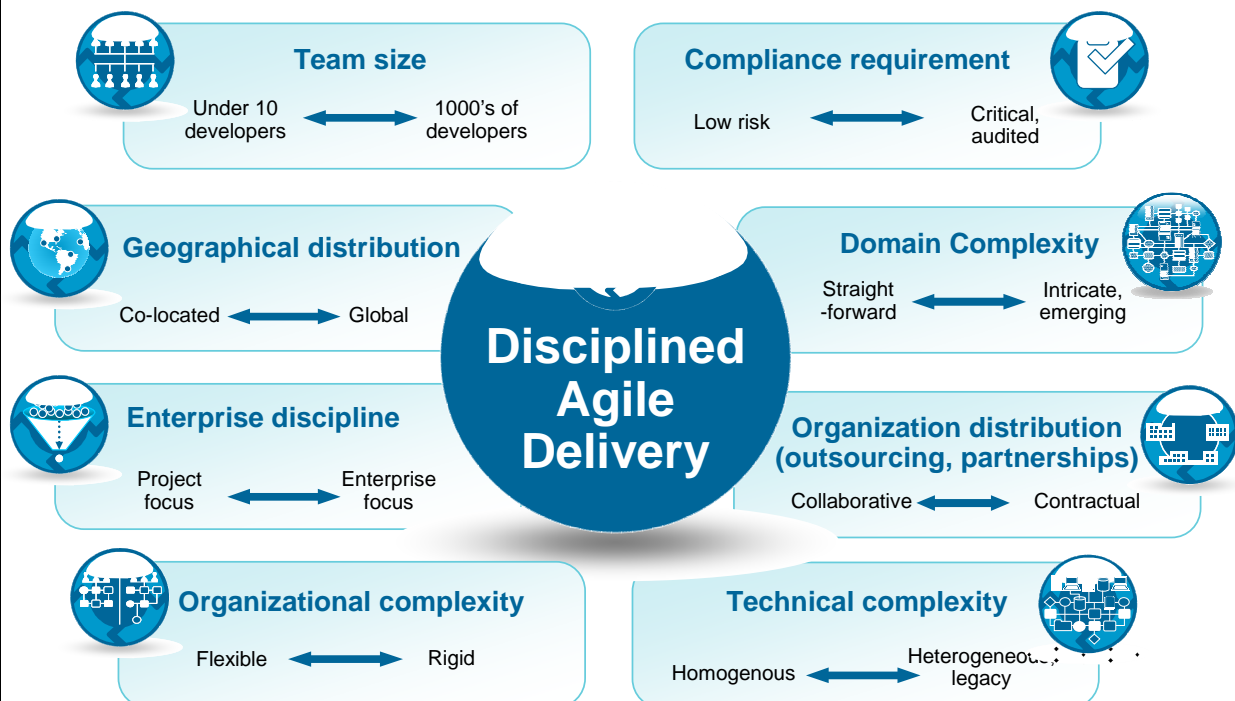 Team size
Under 10
developers
1000’s of
developers
Compliance requirement
Low risk
Critical,
audited
Geographical distribution
Co-located
Global
Domain Complexity
Straight
-forward
Intricate,
emerging
Disciplined
Agile
Delivery
Enterprise discipline
Project
focus
Enterprise
focus
Organization distribution
(outsourcing, partnerships)
Collaborative
Contractual
Organizational complexity
Flexible
Rigid
Technical complexity
Homogenous
Heterogeneous,
legacy